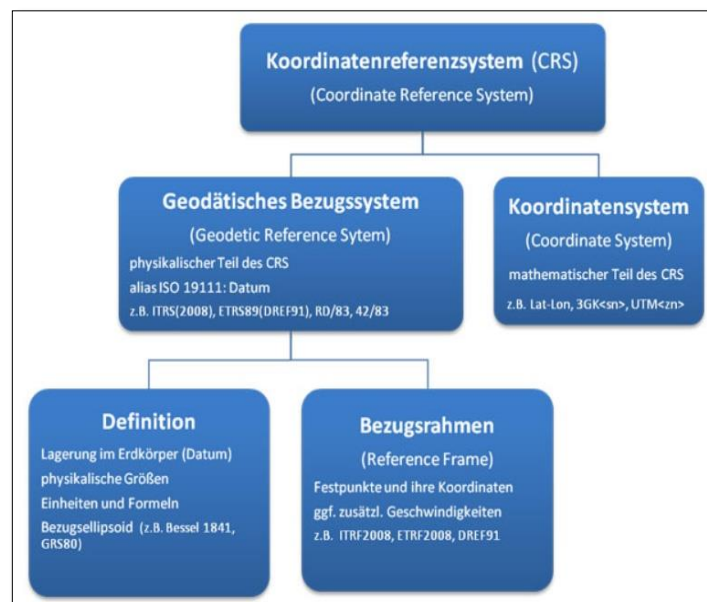 Koordinatenreferenzsystem (CRS)
(Coordinate Reference System)
Geodätisches Bezugssystem
(Geodetic Reference Sytem)
physikalischer Teil des CRS
alias ISO 19111: Datum
z.B. ITRS(2008), ETRS89(DREF91), RD/83, 42/83
Koordinatensystem
(Coordinate System)
mathematischer Teil des CRS
z.B. Lat-Lon, 3GK<sn>, UTM<zn>
Definition
Lagerung im Erdkörper (Datum)
physikalische Größen
Einheiten und Formeln
Bezugsellipsoid (z.B. Bessel 1841,
GRS80)
Bezugsrahmen
(Reference Frame)
Festpunkte und ihre Koordinaten
ggf. zusätzl. Geschwindigkeiten
z.B. ITRF2008, ETRF2008, DREF91